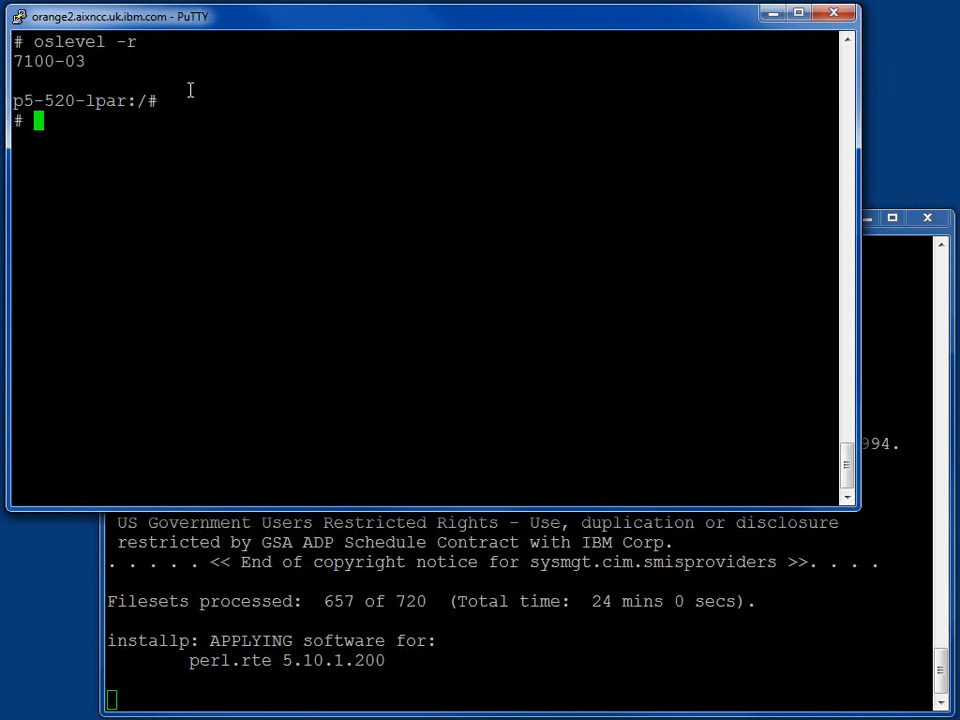 orange2.aixncc.uk.ibm.com - PuTTY
# oslevel -r
7100-03
p5-520-lpar:/#
#
994.
US Government Users Restricted Rights - Use, duplication or disclosure
restricted by GSA ADP Schedule Contract with IBM Corp.
. . . . . << End of copyright notice for sysmgt.cim.smisproviders >>. . . .
Filesets processed:  657 of 720  (Total time:  24 mins 0 secs).
installp: APPLYING software for:
perl.rte 5.10.1.200